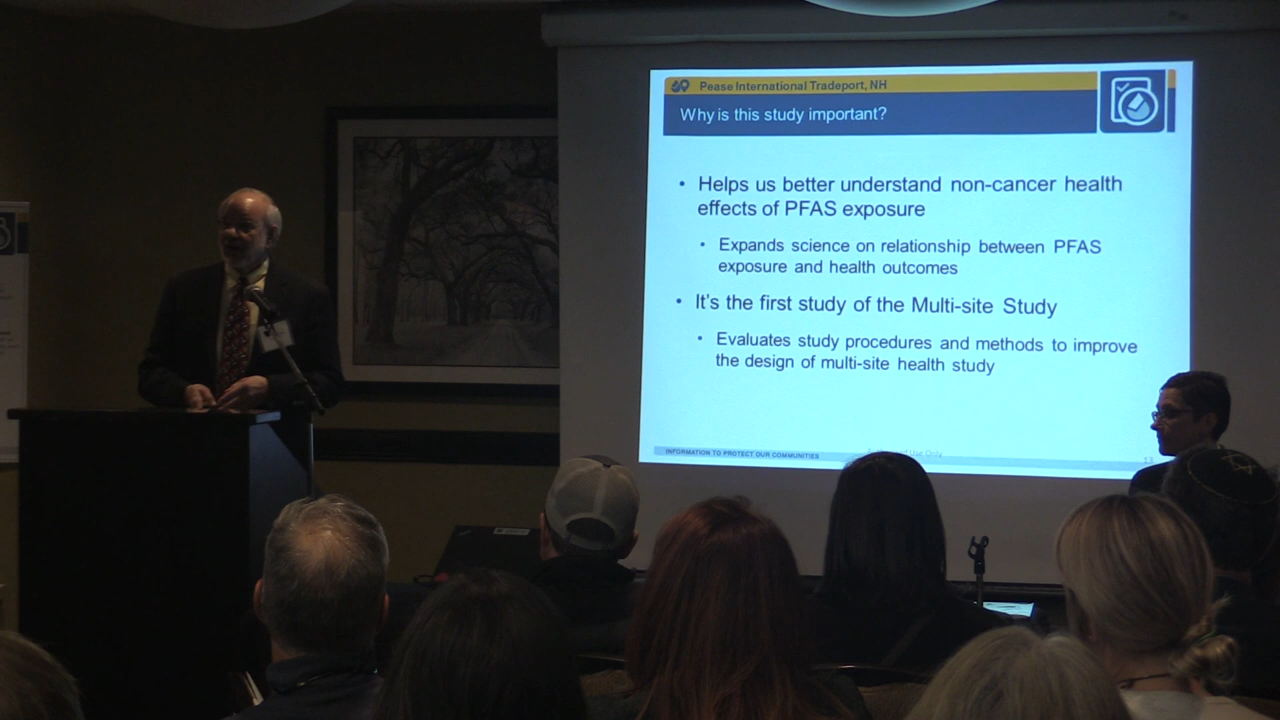 Pease International Tradeport, NH
Why is this study important?
• Helps us better understand non-cancer health
effects of PFAS exposure
• Expands science on relationship between PFAS
exposure and health outcomes
• It's the first study of the Multi-site Study
• Evaluates study procedures and methods to improve
the design of multi-site health study
INFORMATION TO PROTECT OUR COMMUNITIES
Use Only
13